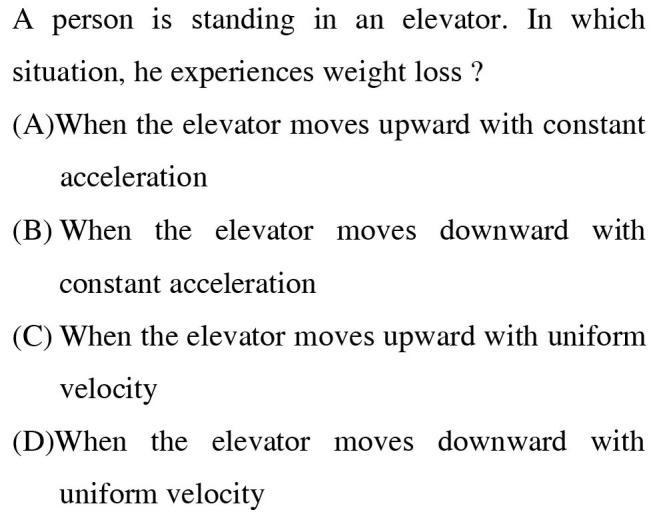 A person is standing in an elevator. In which
situation, he experiences weight loss ?
(A)When the elevator moves upward with constant
acceleration
(B) When the elevator moves downward with
constant acceleration
(C) When the elevator moves upward with uniform
velocity
(D)When the elevator moves downward with
uniform velocity